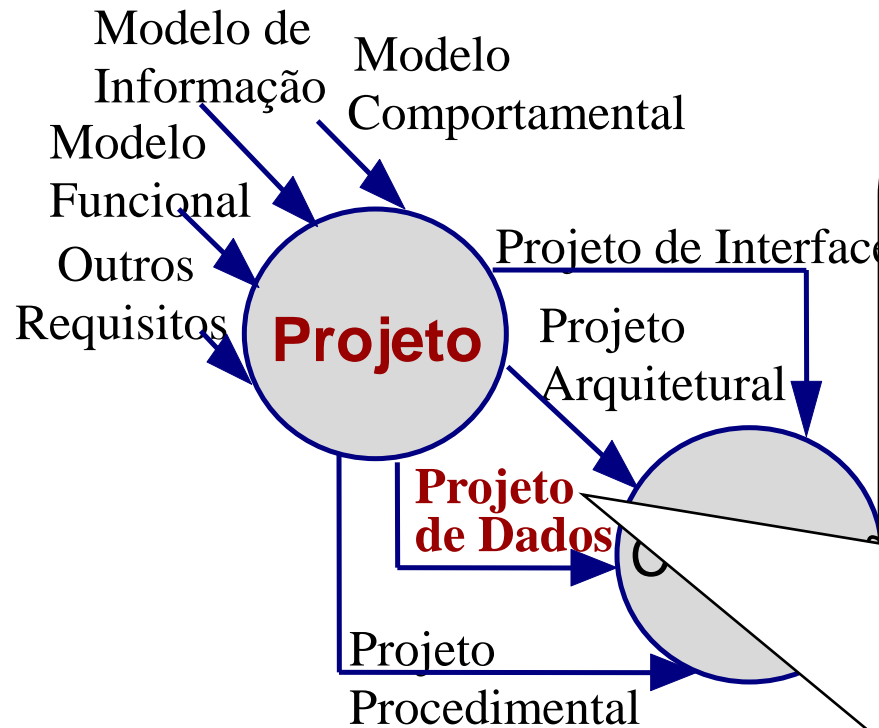 Modelo de
Informação
Modelo
Comportamental
Modelo
Funcional
Outros
Requisitos
Projeto
Projeto de Interface
Projeto
Arquitetural
Projeto
de Dados
Projeto
Procedimental